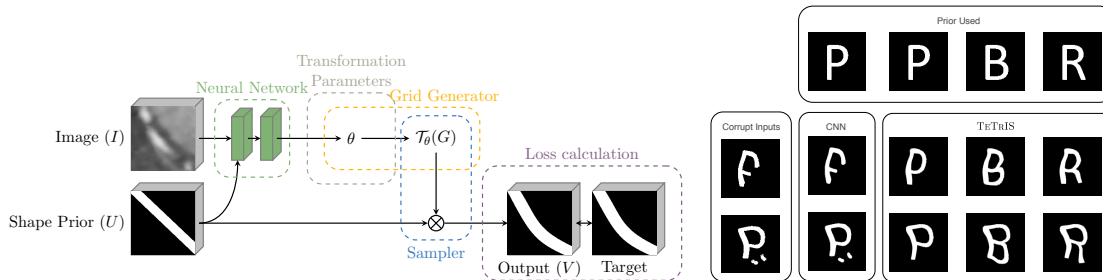 Transformation
Parameters
Neural Network
Grid Generator
Image (I)
θ
𝒯θ(G)
Loss calculation
Shape Prior (U)
Sampler
Output (V)
Target
Prior Used
P P B R
Corrupt Inputs
CNN
TETRIS
F F P B R
P P P B R